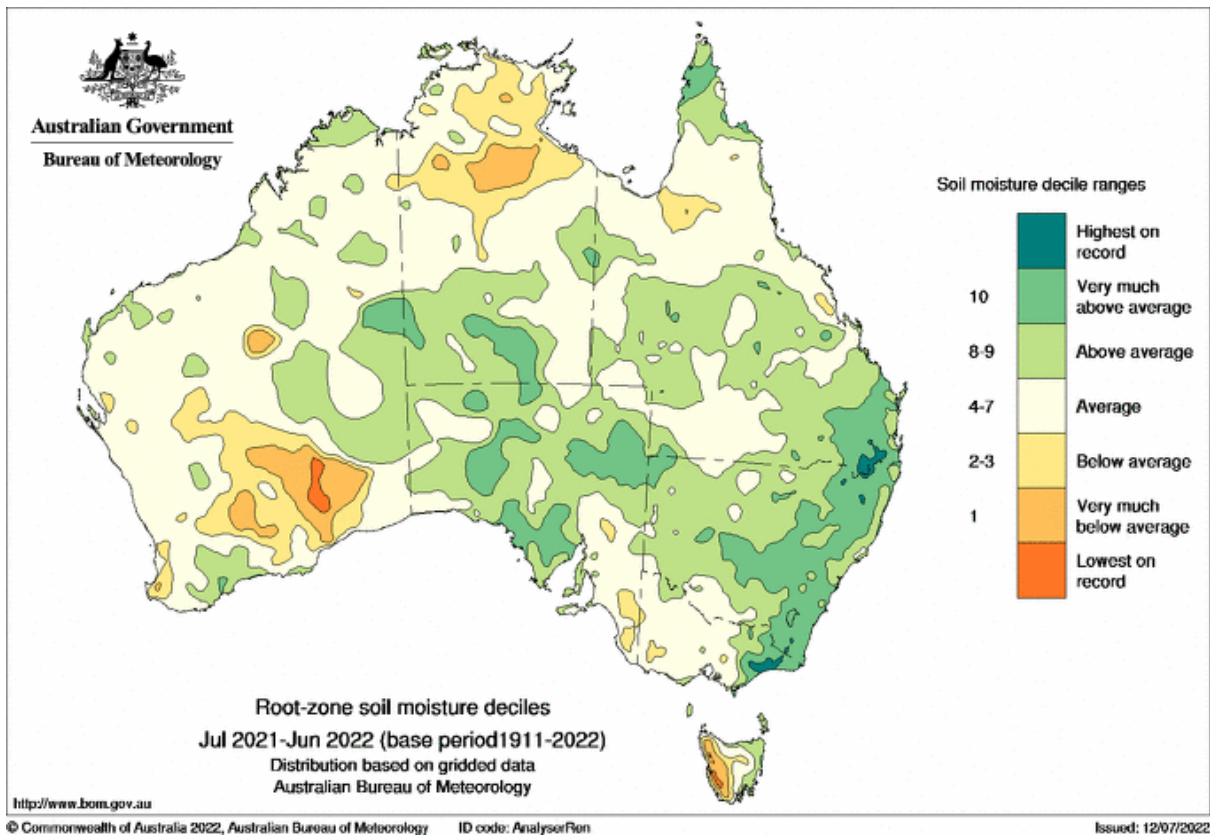 Australian Government
Bureau of Meteorology
Soil moisture decile ranges
Highest on
record
10
Very much
above average
8-9
Above average
4-7
Average
2-3
Below average
1
Very much
below average
Lowest on
record
Root-zone soil moisture deciles
Jul 2021-Jun 2022 (base period1911-2022)
Distribution based on gridded data
Australian Bureau of Meteorology
http://www.bom.gov.au
© Commonwealth of Australia 2022, Australian Bureau of Meteorology ID code: AnalyserRen Issued: 12/07/2022